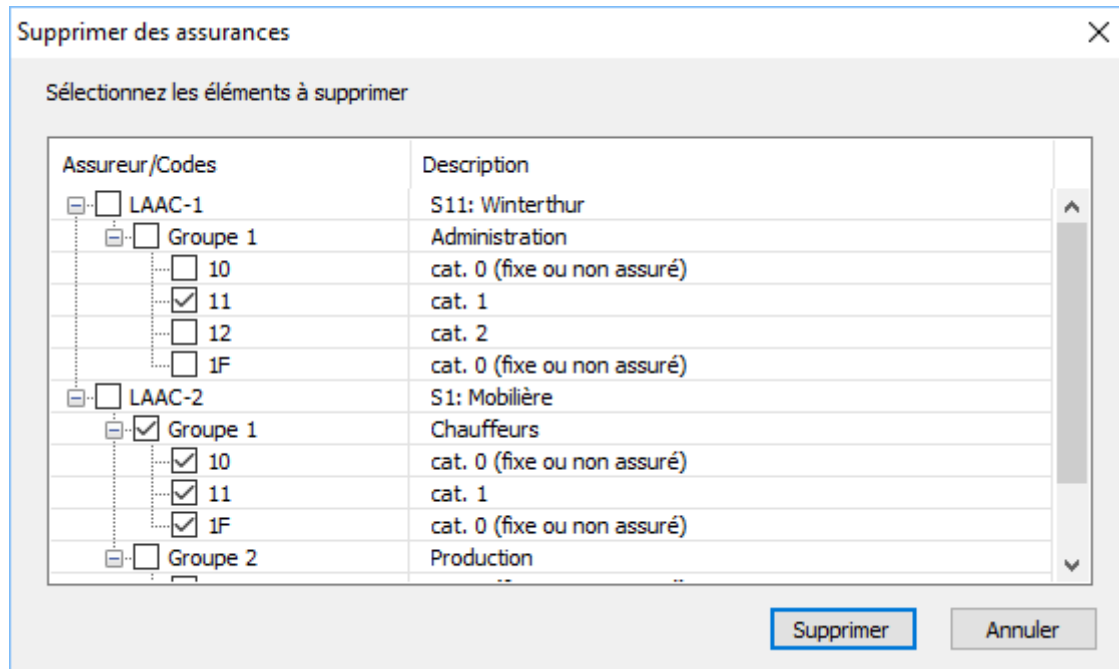 Supprimer des assurances
Sélectionnez les éléments à supprimer
Assureur/Codes Description
LAAC-1 S11: Winterthur
Groupe 1 Administration
10 cat. 0 (fixe ou non assuré)
11 cat. 1
12 cat. 2
1F cat. 0 (fixe ou non assuré)
LAAC-2 S1: Mobilière
Groupe 1 Chauffeurs
10 cat. 0 (fixe ou non assuré)
11 cat. 1
1F cat. 0 (fixe ou non assuré)
Groupe 2 Production
Supprimer Annuler